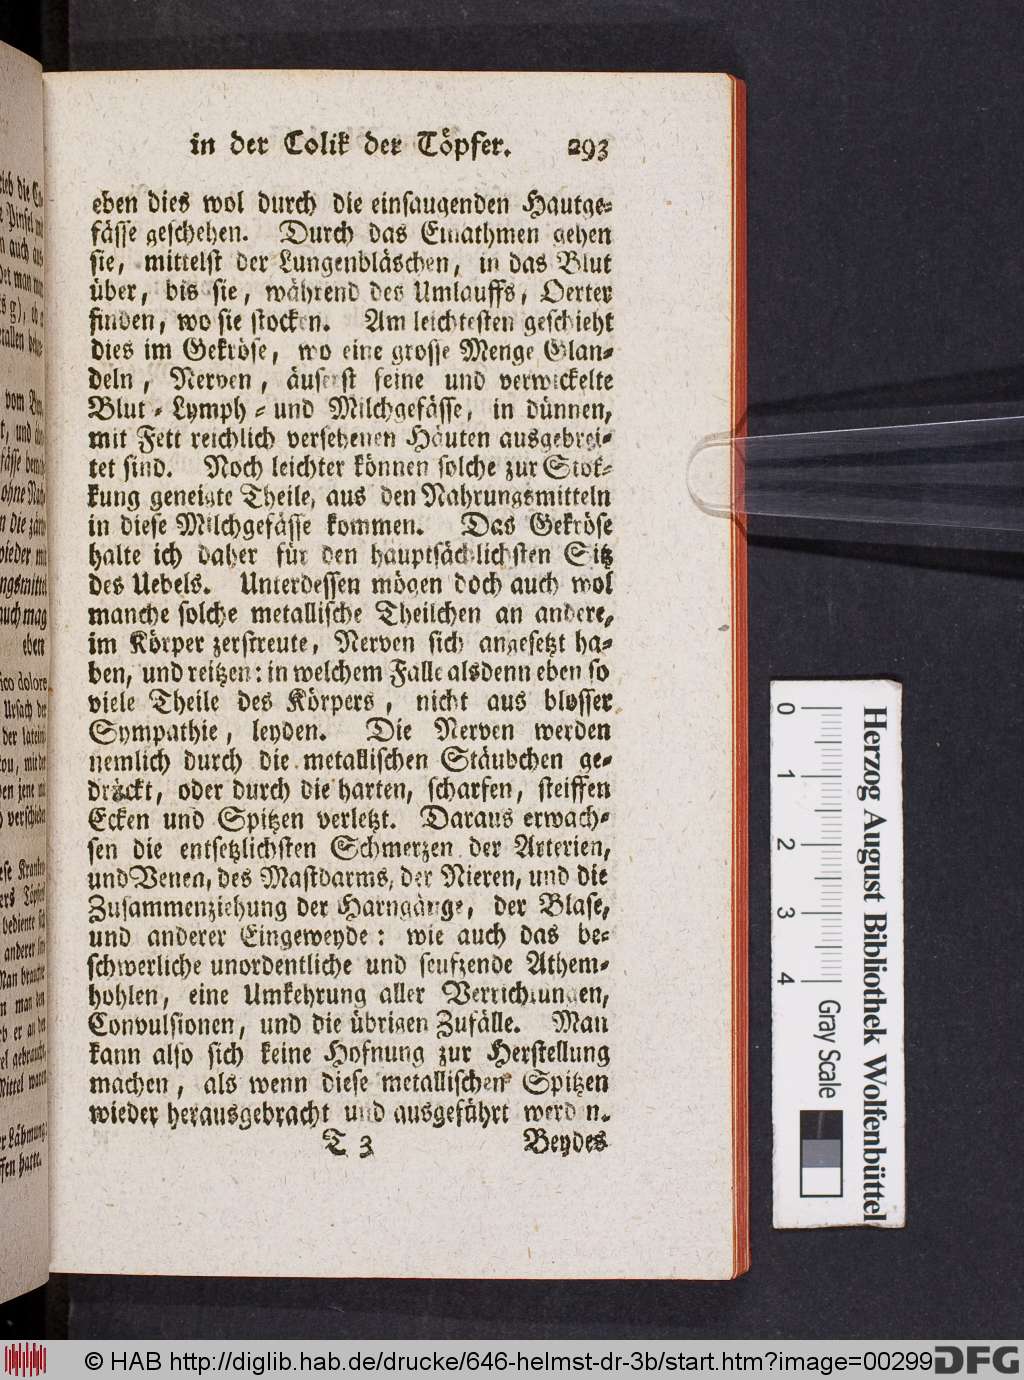 in der Colik der Töpfer. 293
eben dies wol durch die einsaugenden Hautge-
fässe geschehen. Durch das Einathmen gehen
sie, mittelst der Lungenbläschen, in das Blut
über, bis sie, während des Umlauffs, Oerter
finden, wo sie stocken. Am leichtesten geschieht
dies im Gekröse, wo eine grosse Menge Glan-
deln, Nerven, äuserst feine und verwickelte
Blut-Lymph-und Milchgefässe, in dünnen,
mit Fett reichlich versehenen Häuten ausgebrei-
tet sind. Noch leichter können solche zur Stok-
kung geneigte Theile, aus den Nahrungsmitteln
in diese Milchgefässe kommen. Das Gekröse
halte ich daher für den hauptsächlichsten Sitz
des Uebels. Unterdessen mögen doch auch wol
manche solche metallische Theilchen an andere,
im Körper zerstreute, Nerven sich angesetzt ha-
ben, und reitzen: in welchem Falle alsdenn eben so
viele Theile des Körpers, nicht aus blosser
Sympathie, leyden. Die Nerven werden
nemlich durch die metallischen Stäubchen ge-
drückt, oder durch die harten, scharfen, steiffen
Ecken und Spitzen verletzt. Daraus erwach-
sen die entsetzlichsten Schmerzen der Arterien,
und Venen, des Mastdarms, der Nieren, und die
Zusammenziehung der Harngänge, der Blase,
und anderer Eingeweyde: wie auch das be-
schwerliche unordentliche und seufzende Athem-
hohlen, eine Umkehrung aller Verrichtungen,
Convulsionen, und die übrigen Zufälle. Man
kann also sich keine Hofnung zur Herstellung
machen, als wenn diese metallischen Spitzen
wieder herausgebracht und ausgeführt werden.
T 3 Beydes
0 1 2 3 4 Gray Scale
Herzog August Bibliothek Wolfenbüttel
© HAB http://diglib.hab.de/drucke/646-helmst-dr-3b/start.htm?image=00299
DFG